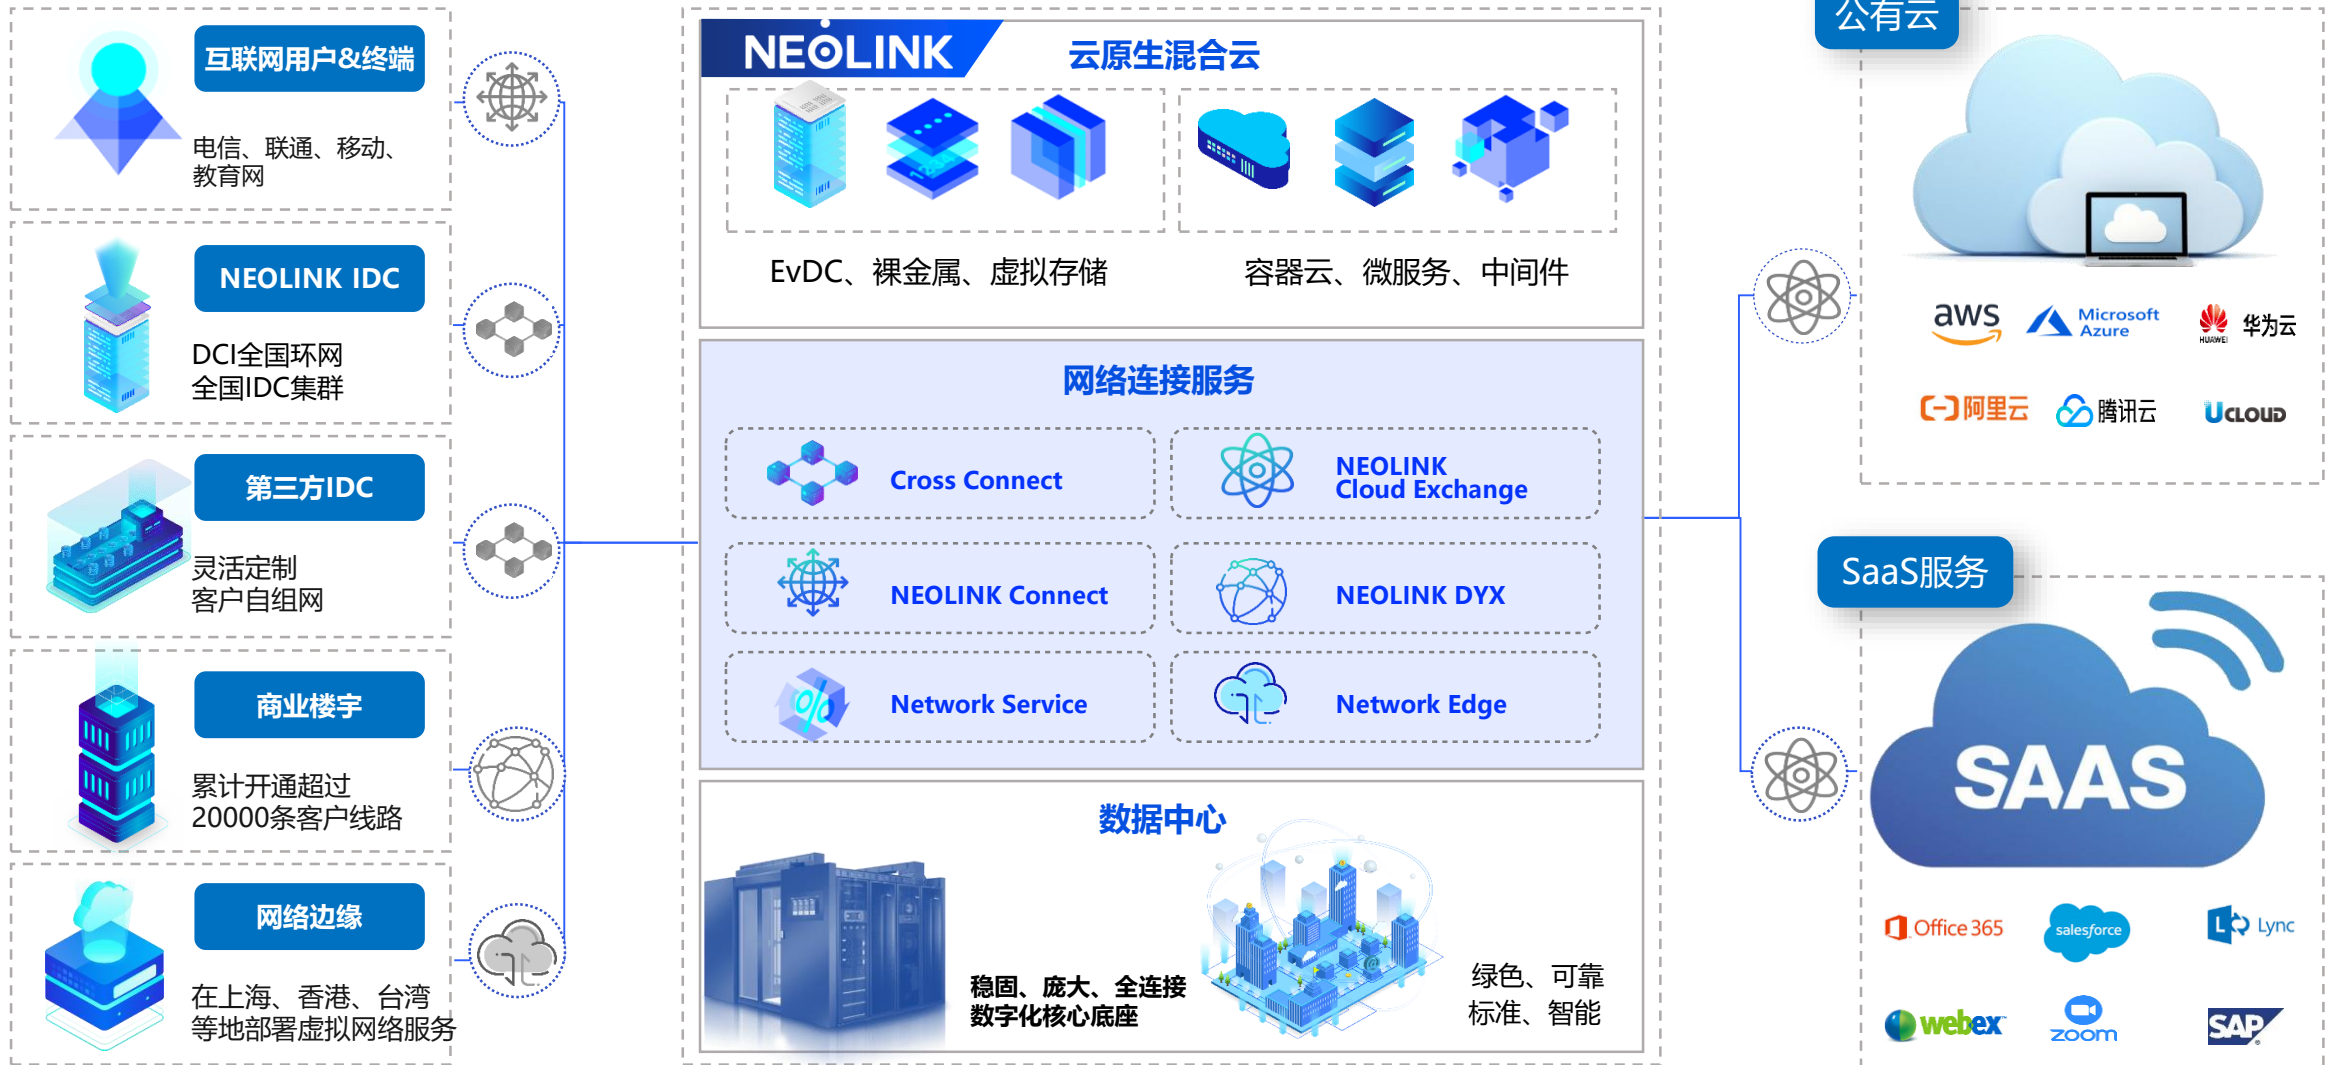 互联网用户&终端
电信、联通、移动、
教育网
NEOLINK IDC
DCI全国环网
全国IDC集群
第三方IDC
灵活定制
客户自组网
商业楼宇
累计开通超过
20000条客户线路
网络边缘
在上海、香港、台湾
等地部署虚拟网络服务
NEOLINK
云原生混合云
EvDC、裸金属、虚拟存储
容器云、微服务、中间件
网络连接服务
Cross Connect
NEOLINK
Cloud Exchange
NEOLINK Connect
NEOLINK DYX
Network Service
Network Edge
数据中心
稳固、庞大、全连接
数字化核心底座
绿色、可靠
标准、智能
公有云
aws
Microsoft
Azure
HUAWEI
华为云
阿里云
腾讯云
UCLOUD
SaaS服务
SAAS
Office 365
salesforce
Lync
webex
zoom
SAP